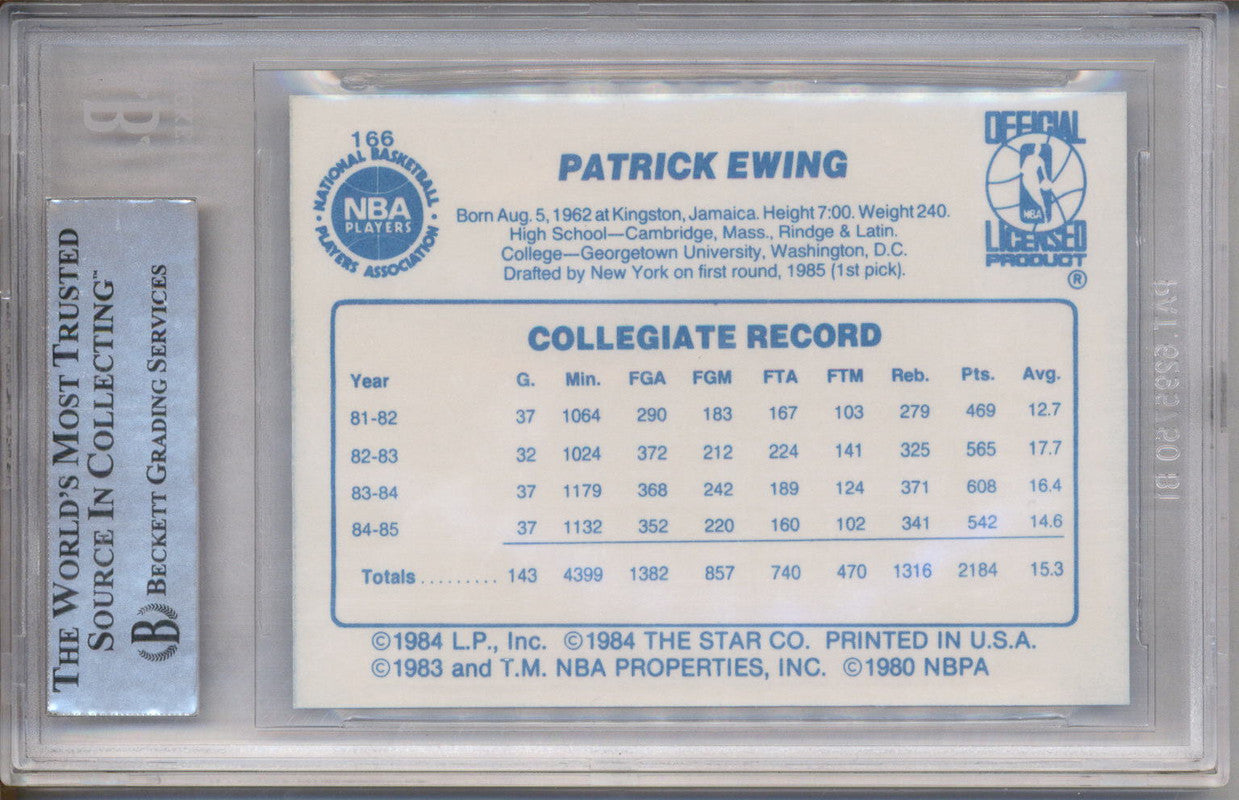 THE WORLD'S MOST TRUSTED
SOURCE IN COLLECTING™
B BECKETT GRADING SERVICES
B
166
NATIONAL BASKETBALL
NBA
PLAYERS
PLAYERS ASSOCIATION
PATRICK EWING
Born Aug. 5, 1962 at Kingston, Jamaica. Height 7:00. Weight 240.
High School—Cambridge, Mass., Rindge & Latin.
College—Georgetown University, Washington, D.C.
Drafted by New York on first round, 1985 (1st pick).
OFFICIAL
NBA
LICENSED
PRODUCT
®
COLLEGIATE RECORD
Year G. Min. FGA FGM FTA FTM Reb. Pts. Avg.
81-82 37 1064 290 183 167 103 279 469 12.7
82-83 32 1024 372 212 224 141 325 565 17.7
83-84 37 1179 368 242 189 124 371 608 16.4
84-85 37 1132 352 220 160 102 341 542 14.6
Totals ......... 143 4399 1382 857 740 470 1316 2184 15.3
©1984 L.P., Inc. ©1984 THE STAR CO. PRINTED IN U.S.A.
©1983 and T.M. NBA PROPERTIES, INC. ©1980 NBPA